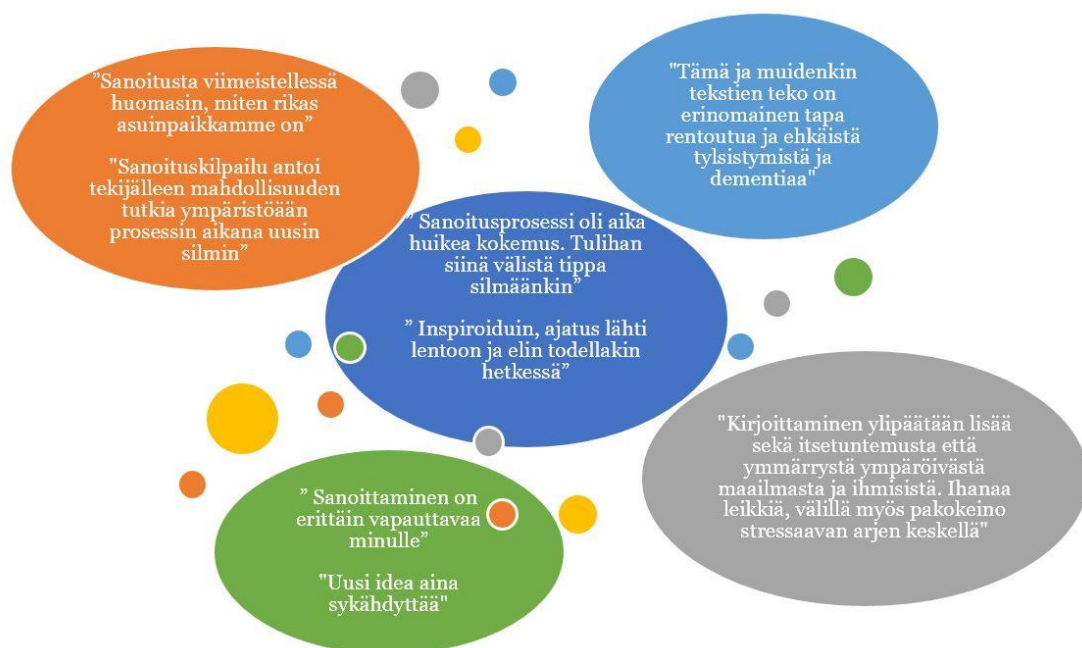 ”Sanoitusta viimeistellessä
huomasin, miten rikas
asuinpaikkamme on”
"Sanoituskilpailu antoi
tekijälleen mahdollisuuden
tutkia ympäristöään
prosessin aikana uusin
silmin”
"Tämä ja muidenkin
tekstien teko on
erinomainen tapa
rentoutua ja ehkäistä
tylsistymistä ja
dementiaa"
” Sanoitusprosessi oli aika
huikea kokemus. Tulihan
siinä välistä tippa
silmäänkin”
” Inspiroiduin, ajatus lähti
lentoon ja elin todellakin
hetkessä”
"Kirjoittaminen ylipäätään lisää
sekä itsetuntemusta että
ymmärrystä ympäröivästä
maailmasta ja ihmisistä. Ihanaa
leikkiä, välillä myös pakokeino
stressaavan arjen keskellä"
” Sanoittaminen on
erittäin vapauttavaa
minulle”
"Uusi idea aina
sykähdyttää"